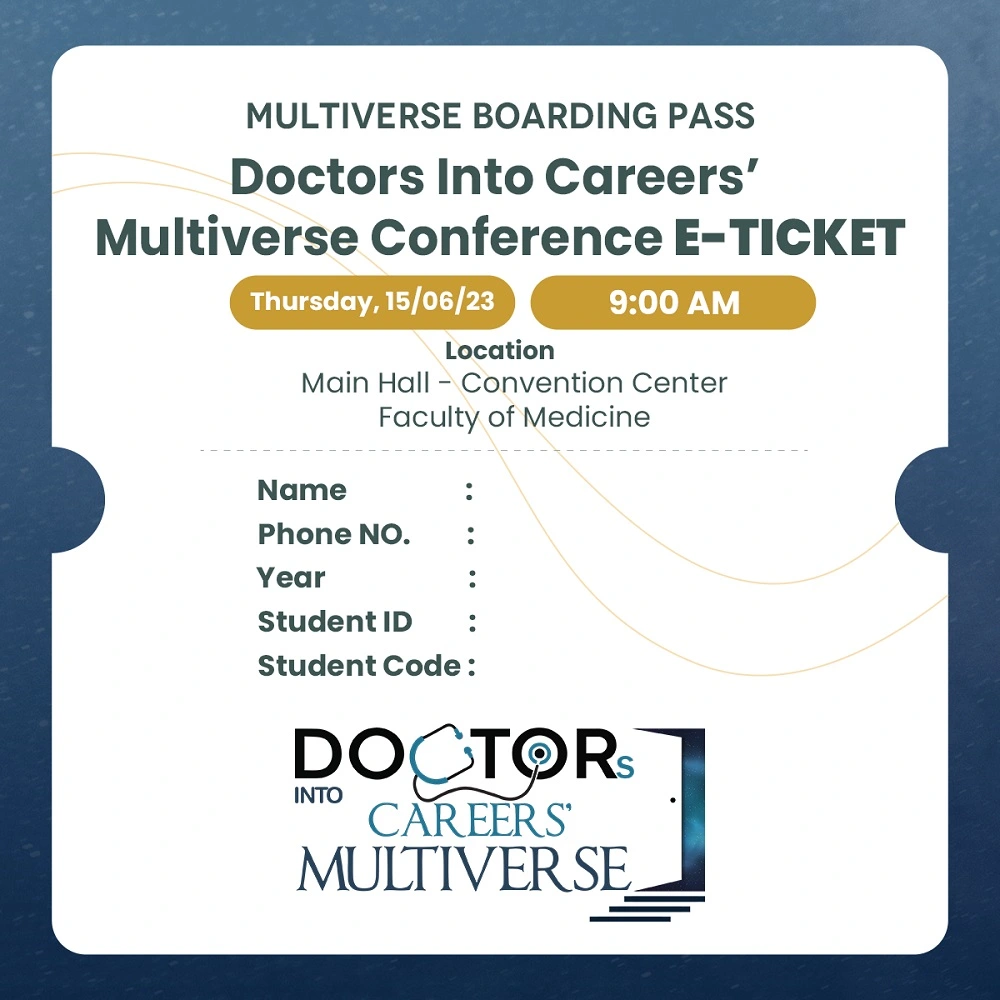 MULTIVERSE BOARDING PASS
Doctors Into Careers’
Multiverse Conference E-TICKET
Thursday, 15/06/23 9:00 AM
Location
Main Hall - Convention Center
Faculty of Medicine
Name :
Phone NO. :
Year :
Student ID :
Student Code :
DOCTORs
INTO
CAREERS’
MULTIVERSE